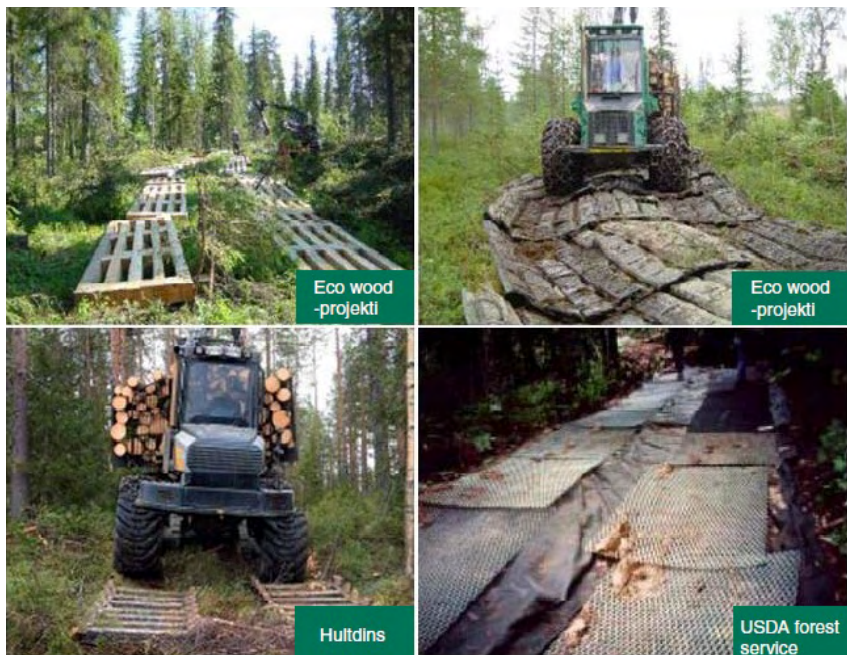 Eco wood
-projekti
Eco wood
-projekti
Hultdins
USDA forest
service